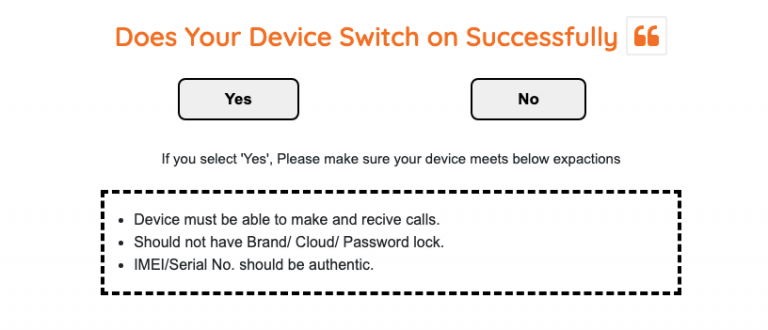 Does Your Device Switch on Successfully “
Yes
No
If you select 'Yes', Please make sure your device meets below expactions
• Device must be able to make and recive calls.
• Should not have Brand/ Cloud/ Password lock.
• IMEI/Serial No. should be authentic.